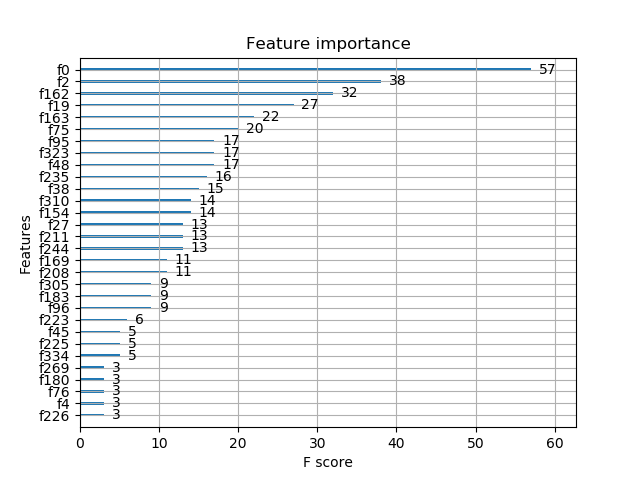 Feature importance
f0 57
f2 38
f162 32
f19 27
f163 22
f75 20
f95 17
f323 17
f48 17
f235 16
f38 15
f310 14
f154 14
f27 13
f211 13
f244 13
f169 11
f208 11
f305 9
f183 9
f96 9
f223 6
f45 5
f225 5
f334 5
f269 3
f180 3
f76 3
f4 3
f226 3
Features
0 10 20 30 40 50 60
F score